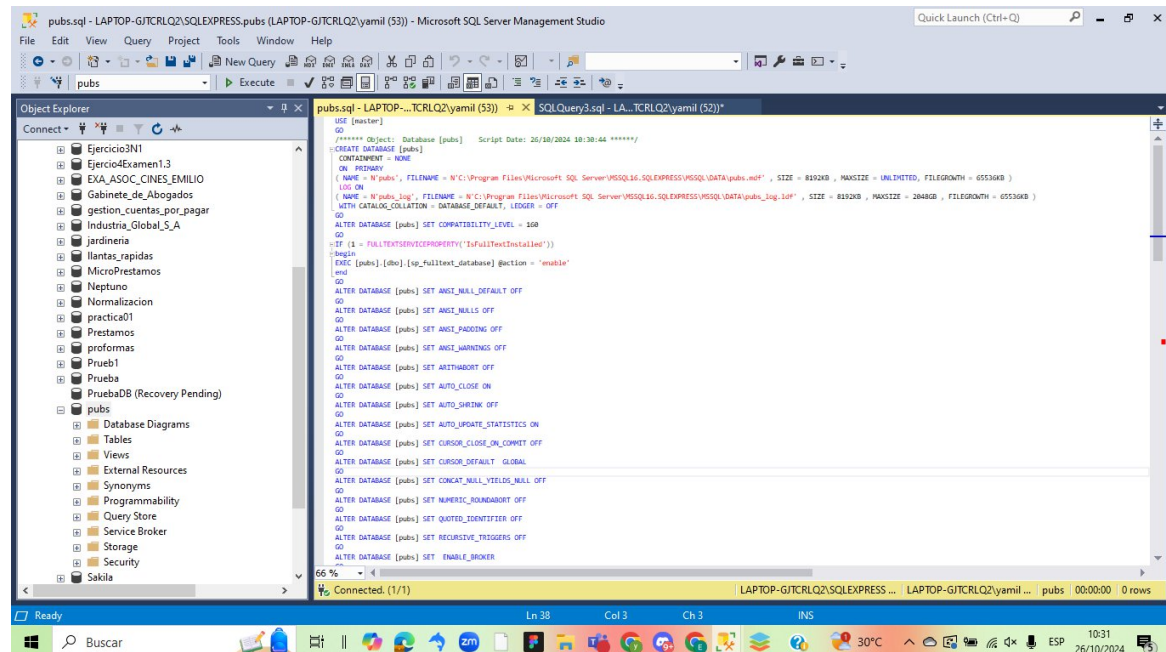 pubs.sql - LAPTOP-GJTCRLQ2\SQLEXPRESS.pubs (LAPTOP-GJTCRLQ2\yamil (53)) - Microsoft SQL Server Management Studio
Quick Launch (Ctrl+Q)
File Edit View Query Project Tools Window Help
New Query
pubs
Execute
Object Explorer
Connect
Ejercicio3N1
Ejercio4Examen1.3
EXA_ASOC_CINES_EMILIO
Gabinete_de_Abogados
gestion_cuentas_por_pagar
Industria_Global_S_A
jardineria
llantas_rapidas
MicroPrestamos
Neptuno
Normalizacion
practica01
Prestamos
proformas
Prueb1
Prueba
PruebaDB (Recovery Pending)
pubs
Database Diagrams
Tables
Views
External Resources
Synonyms
Programmability
Query Store
Service Broker
Storage
Security
Sakila
pubs.sql - LAPTOP-...TCRLQ2\yamil (53))
SQLQuery3.sql - LA...TCRLQ2\yamil (52))*
USE [master]
GO
/****** Object: Database [pubs] Script Date: 26/10/2024 10:30:44 ******/
CREATE DATABASE [pubs]
CONTAINMENT = NONE
ON PRIMARY
( NAME = N'pubs', FILENAME = N'C:\Program Files\Microsoft SQL Server\MSSQL16.SQLEXPRESS\MSSQL\DATA\pubs.mdf' , SIZE = 8192KB , MAXSIZE = UNLIMITED, FILEGROWTH = 65536KB )
LOG ON
( NAME = N'pubs_log', FILENAME = N'C:\Program Files\Microsoft SQL Server\MSSQL16.SQLEXPRESS\MSSQL\DATA\pubs_log.ldf' , SIZE = 8192KB , MAXSIZE = 2048GB , FILEGROWTH = 65536KB )
WITH CATALOG_COLLATION = DATABASE_DEFAULT, LEDGER = OFF
GO
ALTER DATABASE [pubs] SET COMPATIBILITY_LEVEL = 160
GO
IF (1 = FULLTEXTSERVICEPROPERTY('IsFullTextInstalled'))
begin
EXEC [pubs].[dbo].[sp_fulltext_database] @action = 'enable'
end
GO
ALTER DATABASE [pubs] SET ANSI_NULL_DEFAULT OFF
GO
ALTER DATABASE [pubs] SET ANSI_NULLS OFF
GO
ALTER DATABASE [pubs] SET ANSI_PADDING OFF
GO
ALTER DATABASE [pubs] SET ANSI_WARNINGS OFF
GO
ALTER DATABASE [pubs] SET ARITHABORT OFF
GO
ALTER DATABASE [pubs] SET AUTO_CLOSE ON
GO
ALTER DATABASE [pubs] SET AUTO_SHRINK OFF
GO
ALTER DATABASE [pubs] SET AUTO_UPDATE_STATISTICS ON
GO
ALTER DATABASE [pubs] SET CURSOR_CLOSE_ON_COMMIT OFF
GO
ALTER DATABASE [pubs] SET CURSOR_DEFAULT GLOBAL
GO
ALTER DATABASE [pubs] SET CONCAT_NULL_YIELDS_NULL OFF
GO
ALTER DATABASE [pubs] SET NUMERIC_ROUNDABORT OFF
GO
ALTER DATABASE [pubs] SET QUOTED_IDENTIFIER OFF
GO
ALTER DATABASE [pubs] SET RECURSIVE_TRIGGERS OFF
GO
ALTER DATABASE [pubs] SET ENABLE_BROKER
66 %
Connected. (1/1)
LAPTOP-GJTCRLQ2\SQLEXPRESS ... LAPTOP-GJTCRLQ2\yamil ... pubs 00:00:00 0 rows
Ready Ln 38 Col 3 Ch 3 INS
Buscar
30°C
ESP
10:31
26/10/2024